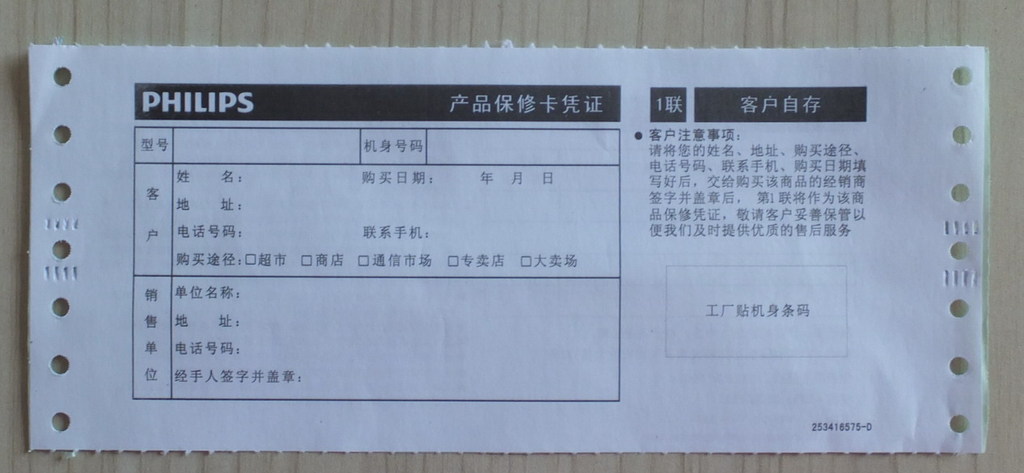 PHILIPS 产品保修卡凭证
1联 客户自存
型号 机身号码
客户
姓 名：
购买日期： 年 月 日
地 址：
电话号码： 联系手机：
购买途径：□超市 □商店 □通信市场 □专卖店 □大卖场
销售单位
单位名称：
地 址：
电话号码：
经手人签字并盖章：
● 客户注意事项：
请将您的姓名、地址、购买途径、
电话号码、联系手机、购买日期填
写好后，交给购买该商品的经销商
签字并盖章后， 第1联将作为该商
品保修凭证，敬请客户妥善保管以
便我们及时提供优质的售后服务
工厂贴机身条码
253416575-D